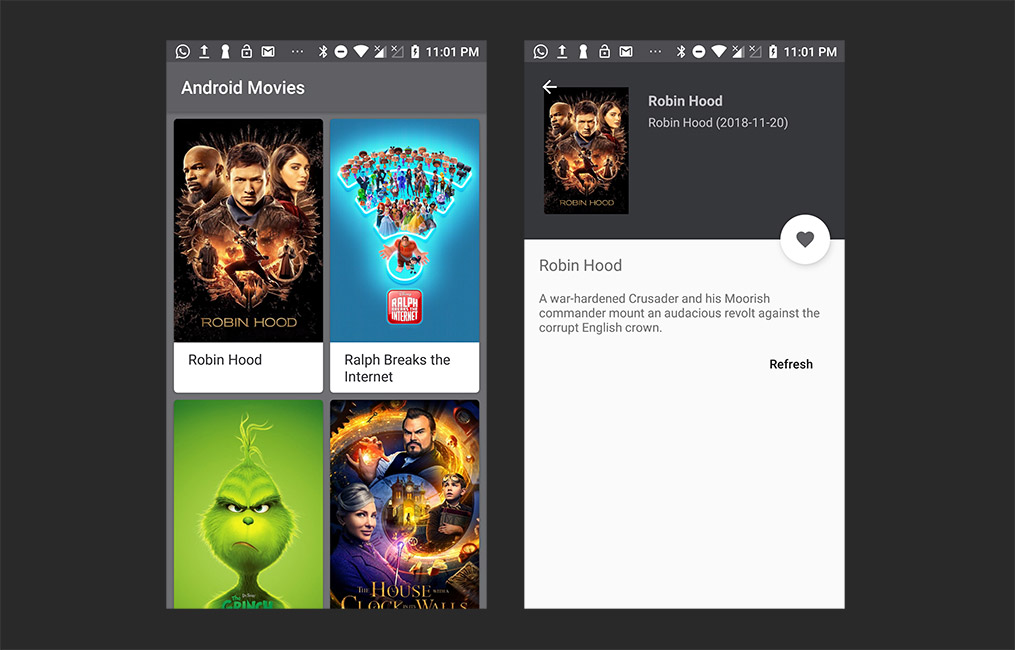 11:01 PM
Android Movies
ROBIN HOOD
Robin Hood
RALPH
BREAKS THE
INTERNET
Ralph Breaks the
Internet
THE GRINCH
THE HOUSE WITH A
CLOCK IN ITS WALLS
11:01 PM
ROBIN HOOD
Robin Hood
Robin Hood (2018-11-20)
Robin Hood
A war-hardened Crusader and his Moorish
commander mount an audacious revolt against the
corrupt English crown.
Refresh